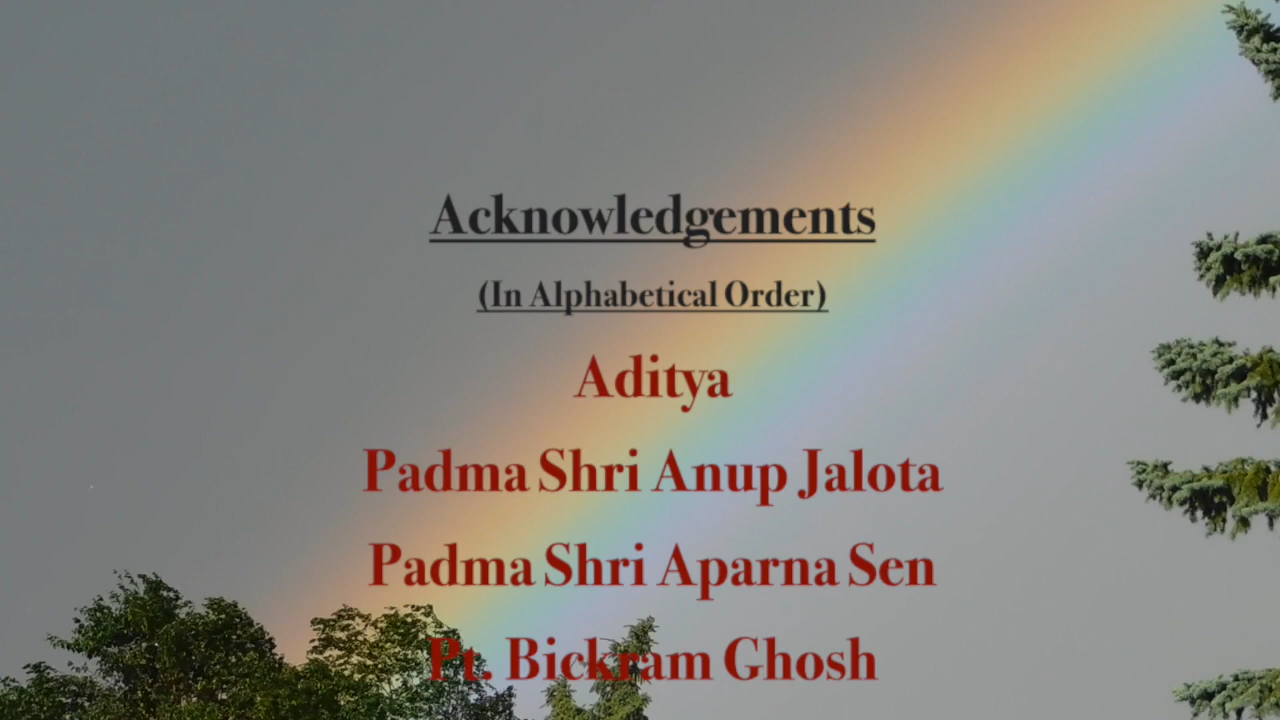 Acknowledgements
(In Alphabetical Order)
Aditya
Padma Shri Anup Jalota
Padma Shri Aparna Sen
Pt. Bickram Ghosh